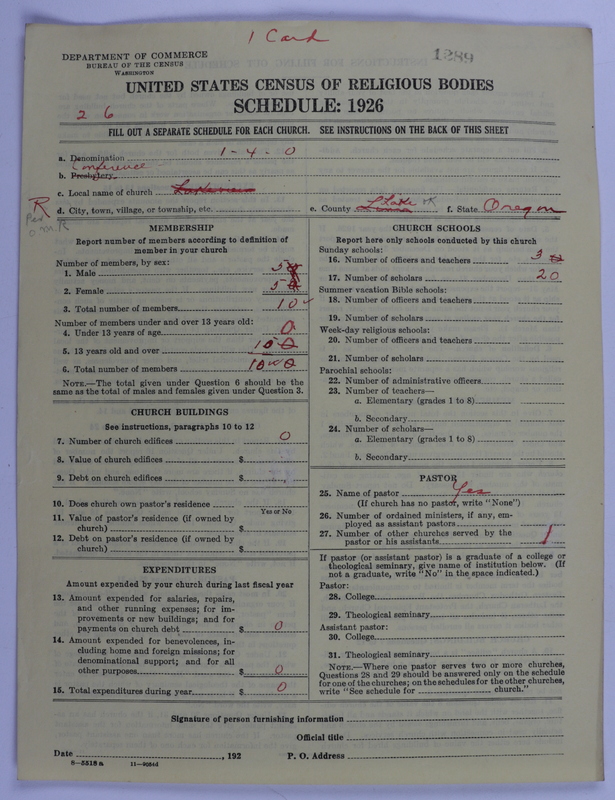 1 Card
1289
DEPARTMENT OF COMMERCE
BUREAU OF THE CENSUS
WASHINGTON
UNITED STATES CENSUS OF RELIGIOUS BODIES
SCHEDULE: 1926
2 6
FILL OUT A SEPARATE SCHEDULE FOR EACH CHURCH. SEE INSTRUCTIONS ON THE BACK OF THIS SHEET
a. Denomination 1-4-0
Conference
b. Presbytery
c. Local name of church Lakeview
R
d. City, town, village, or township, etc. e. County Lake OK f. State Oregon
MEMBERSHIP
Report number of members according to definition of
member in your church
Number of members, by sex:
1. Male 5
2. Female 5
3. Total number of members 10
Number of members under and over 13 years old:
4. Under 13 years of age 0
5. 13 years old and over 10
6. Total number of members 10
NOTE.—The total given under Question 6 should be
same as the total of males and females given under Question 3.
CHURCH BUILDINGS
See instructions, paragraphs 10 to 12
7. Number of church edifices 0
8. Value of church edifices $
9. Debt on church edifices $
10. Does church own pastor's residence
Yes or No
11. Value of pastor's residence (if owned by
church) $
12. Debt on pastor's residence (if owned by
church) $
EXPENDITURES
Amount expended by your church during last fiscal year
13. Amount expended for salaries, repairs,
and other running expenses; for im-
provements or new buildings; and for
payments on church debt $ 0
14. Amount expended for benevolences, in-
cluding home and foreign missions; for
denominational support; and for all
other purposes $ 0
15. Total expenditures during year $ 0
CHURCH SCHOOLS
Report here only schools conducted by this church
Sunday schools:
16. Number of officers and teachers 3
17. Number of scholars 20
Summer vacation Bible schools:
18. Number of officers and teachers
19. Number of scholars
Week-day religious schools:
20. Number of officers and teachers
21. Number of scholars
Parochial schools:
22. Number of administrative officers
23. Number of teachers—
a. Elementary (grades 1 to 8)
b. Secondary
24. Number of scholars—
a. Elementary (grades 1 to 8)
b. Secondary
PASTOR
25. Name of pastor Yes
(If church has no pastor, write "None")
26. Number of ordained ministers, if any, em-
ployed as assistant pastors
27. Number of other churches served by the
pastor or his assistants 1
If pastor (or assistant pastor) is a graduate of a college or
theological seminary, give name of institution below. (If
not a graduate, write "No" in the space indicated.)
Pastor:
28. College
29. Theological seminary
Assistant pastor:
30. College
31. Theological seminary
NOTE.—Where one pastor serves two or more churches,
Questions 28 and 29 should be answered only on the schedule
for one of the churches; on the schedules for the other churches,
write "See schedule for church."
Signature of person furnishing information
Official title
Date , 192 P. O. Address
8-5518a 11-9054d